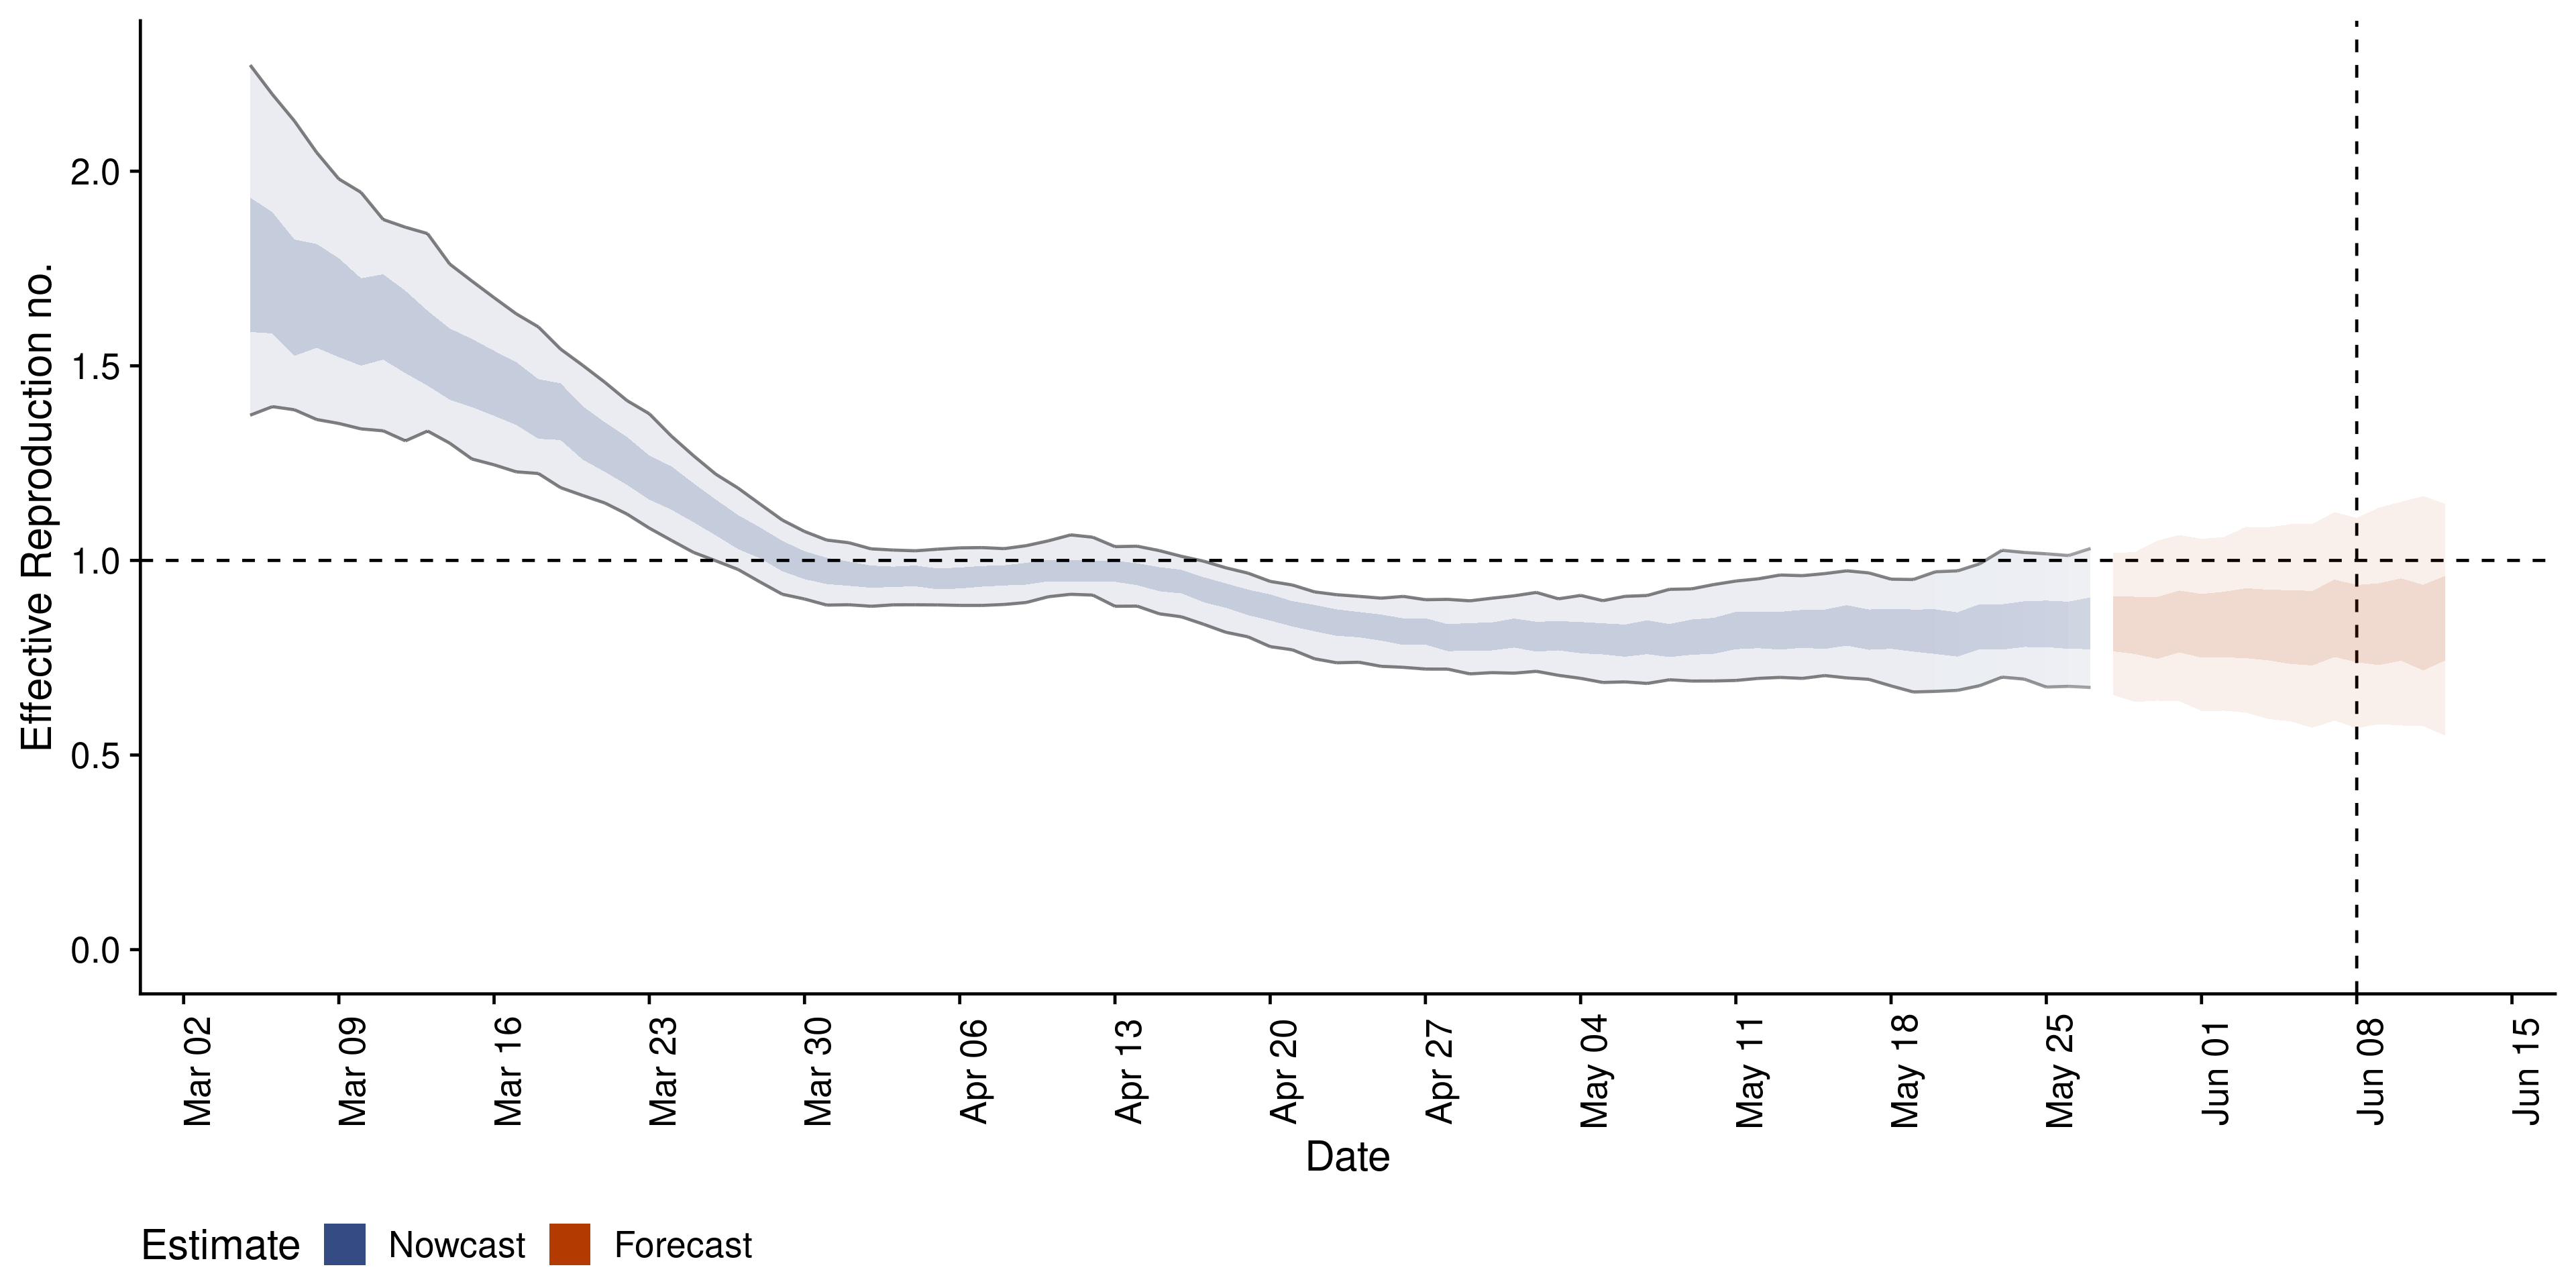 Effective Reproduction no.
2.0
1.5
1.0
0.5
0.0
Mar 02
Mar 09
Mar 16
Mar 23
Mar 30
Apr 06
Apr 13
Apr 20
Apr 27
May 04
May 11
May 18
May 25
Jun 01
Jun 08
Jun 15
Date
Estimate Nowcast Forecast